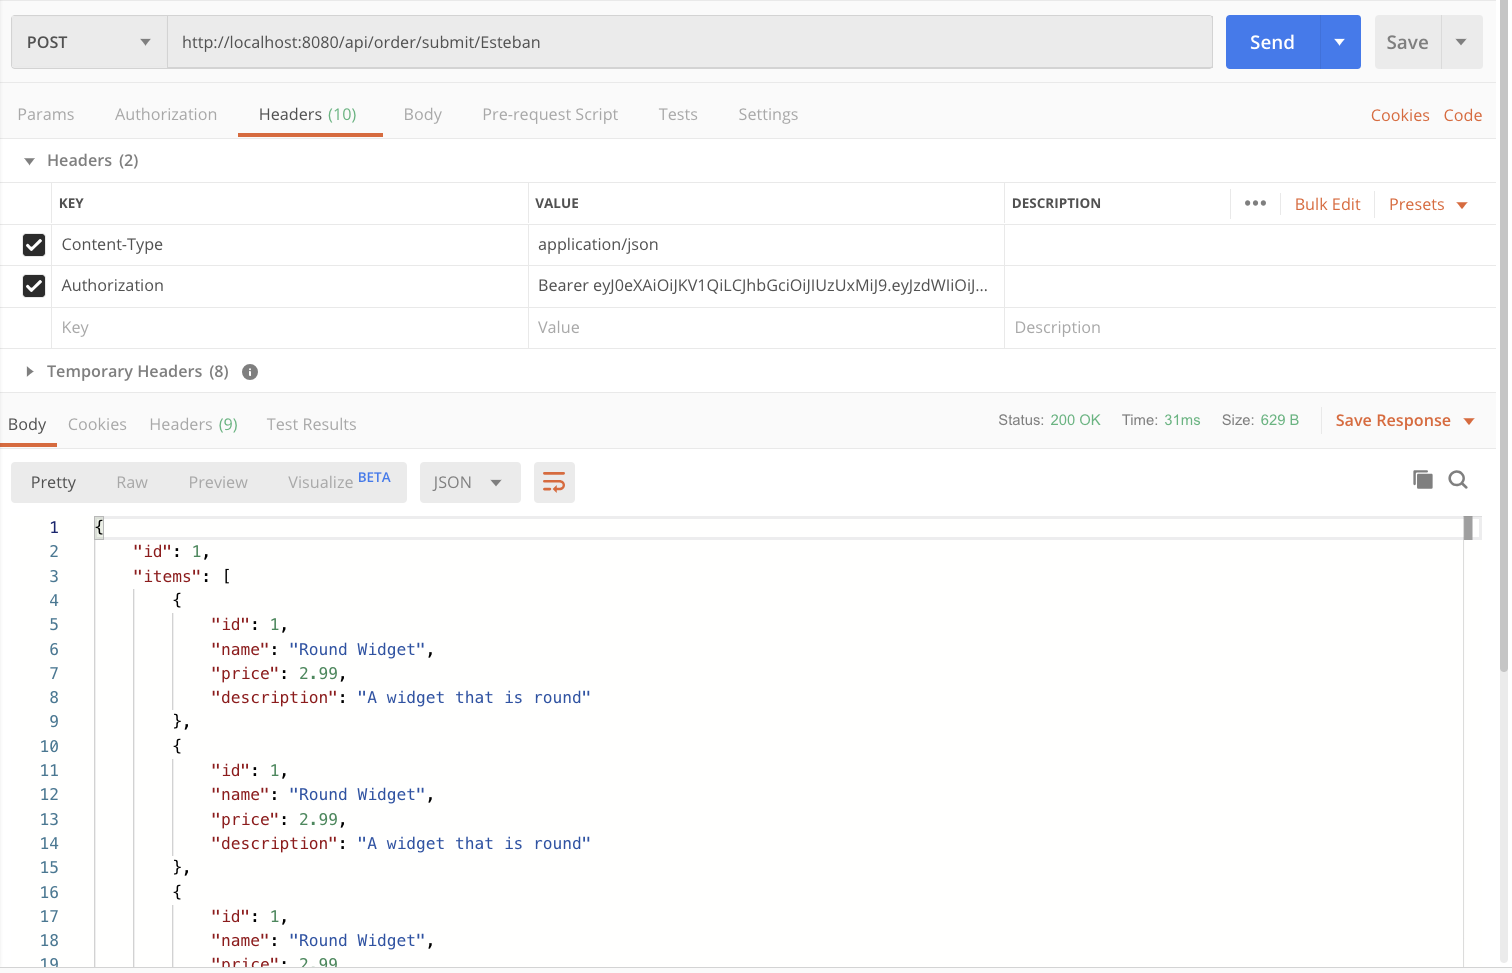 POST http://localhost:8080/api/order/submit/Esteban Send Save
Params Authorization Headers (10) Body Pre-request Script Tests Settings Cookies Code
Headers (2)
KEY VALUE DESCRIPTION ••• Bulk Edit Presets
Content-Type application/json
Authorization Bearer eyJ0eXAiOiJKV1QiLCJhbGciOiJIUzUxMiJ9.eyJzdWIiOiJ...
Key Value Description
Temporary Headers (8) i
Body Cookies Headers (9) Test Results Status: 200 OK Time: 31ms Size: 629 B Save Response
Pretty Raw Preview Visualize BETA JSON
1 {
2 "id": 1,
3 "items": [
4 {
5 "id": 1,
6 "name": "Round Widget",
7 "price": 2.99,
8 "description": "A widget that is round"
9 },
10 {
11 "id": 1,
12 "name": "Round Widget",
13 "price": 2.99,
14 "description": "A widget that is round"
15 },
16 {
17 "id": 1,
18 "name": "Round Widget",
19 "price": 2.99